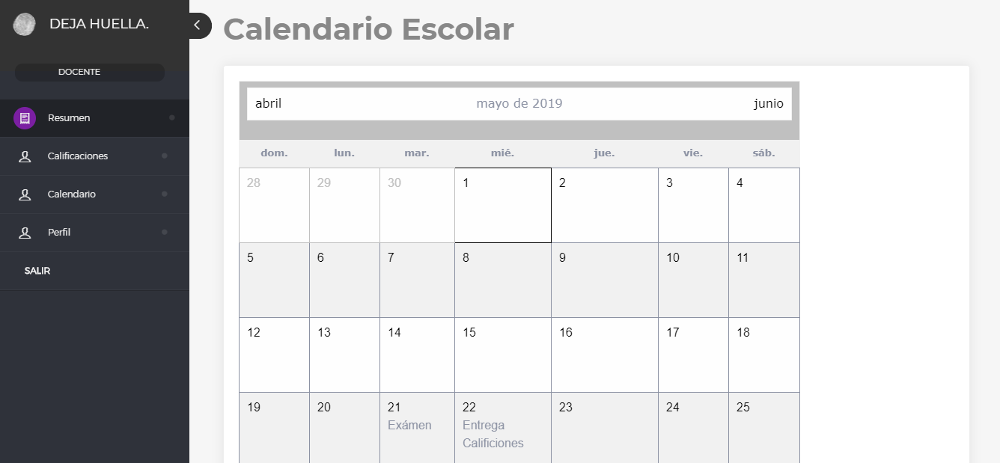 DEJA HUELLA.
DOCENTE
Resumen
Calificaciones
Calendario
Perfil
SALIR
Calendario Escolar
abril mayo de 2019 junio
dom. lun. mar. mié. jue. vie. sáb.
28 29 30 1 2 3 4
5 6 7 8 9 10 11
12 13 14 15 16 17 18
19 20 21 22 23 24 25
Exámen Entrega
Calificiones